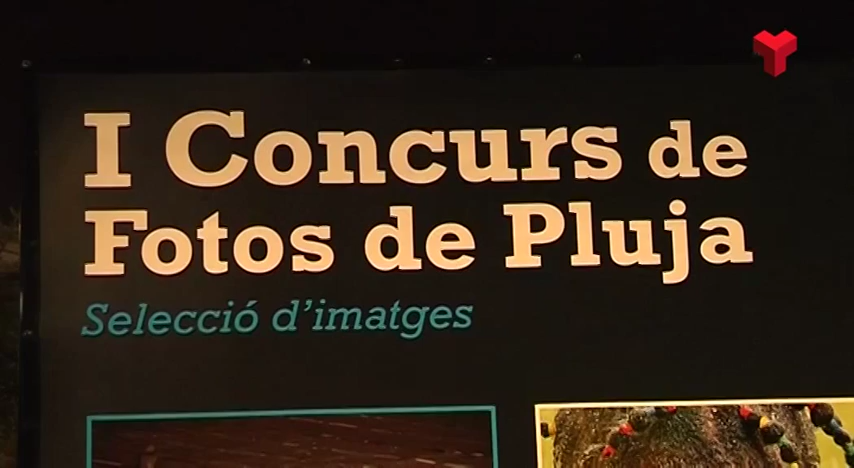 I Concurs de
Fotos de Pluja
Selecció d'imatges